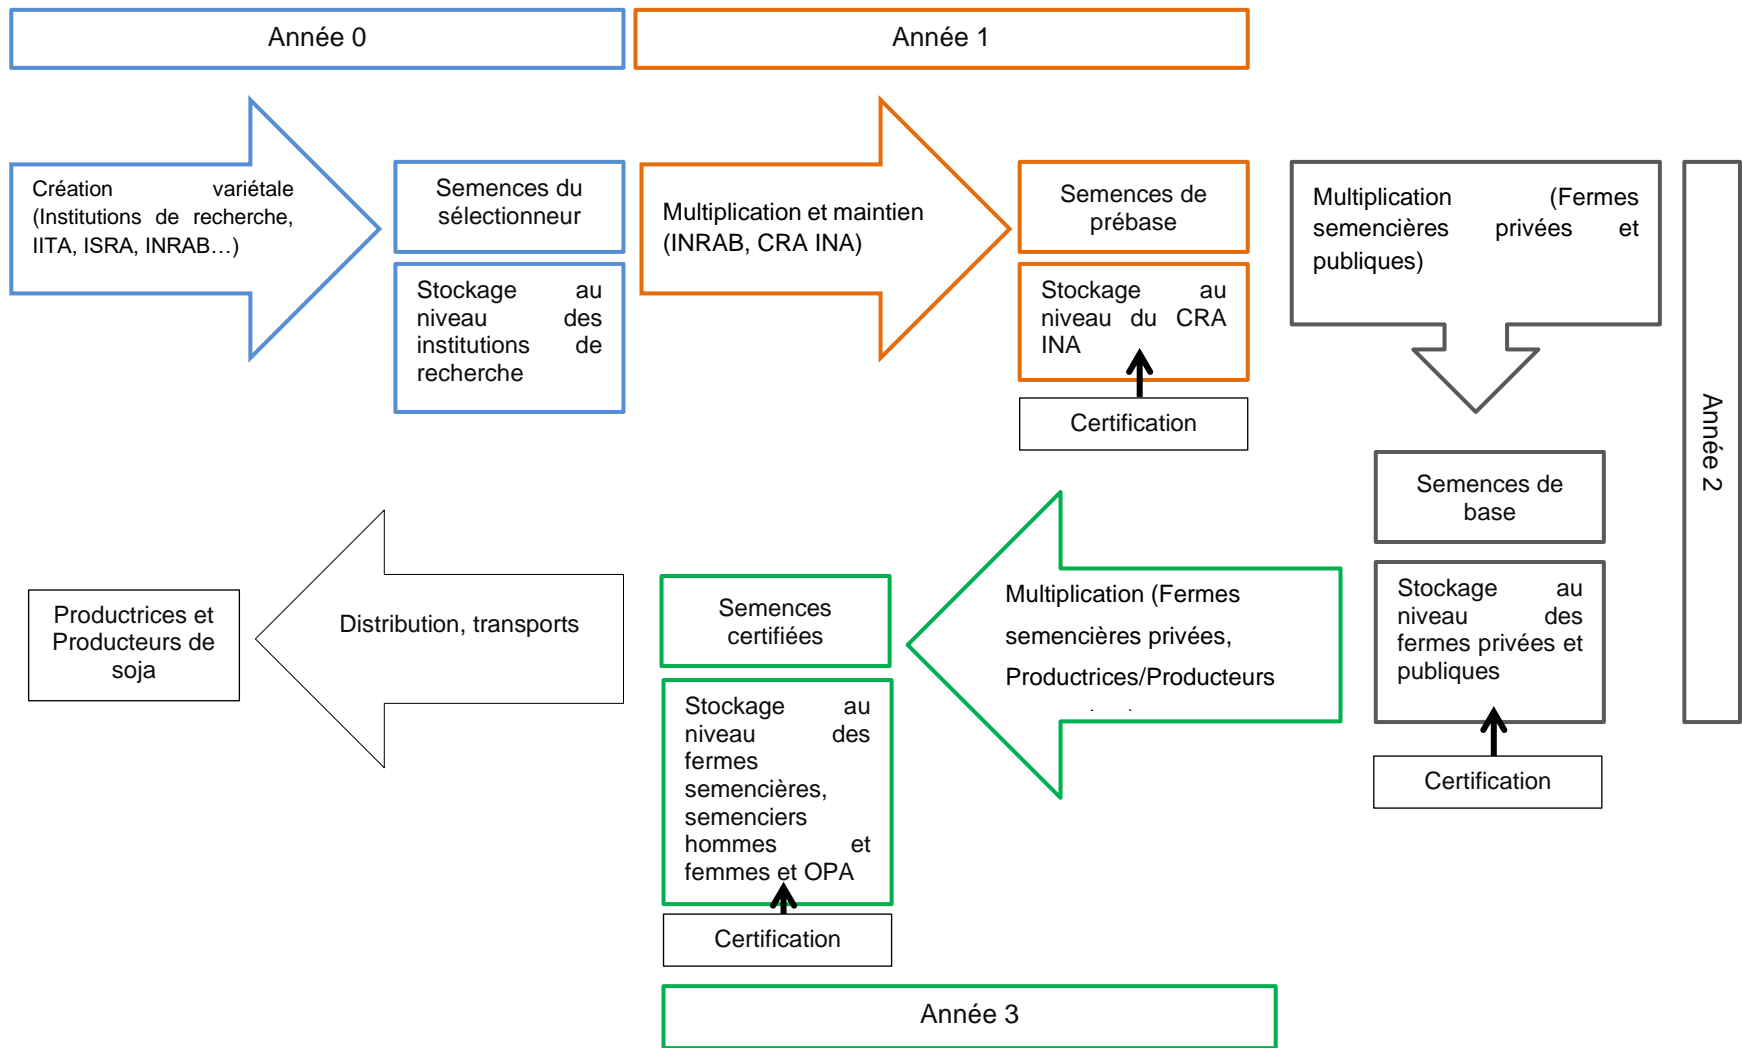 Année 0
Année 1
Création variétale
(Institutions de recherche,
IITA, ISRA, INRAB…)
Semences du
sélectionneur
Stockage au
niveau des
institutions de
recherche
Multiplication et maintien
(INRAB, CRA INA)
Semences de
prébase
Stockage au
niveau du CRA
INA
Certification
Multiplication (Fermes
semencières privées et
publiques)
Année 2
Semences de
base
Stockage au
niveau des
fermes privées et
publiques
Certification
Multiplication (Fermes
semencières privées,
Productrices/Producteurs
Semences
certifiées
Stockage au
niveau des
fermes
semencières,
semenciers
hommes et
femmes et OPA
Certification
Année 3
Distribution, transports
Productrices et
Producteurs de
soja